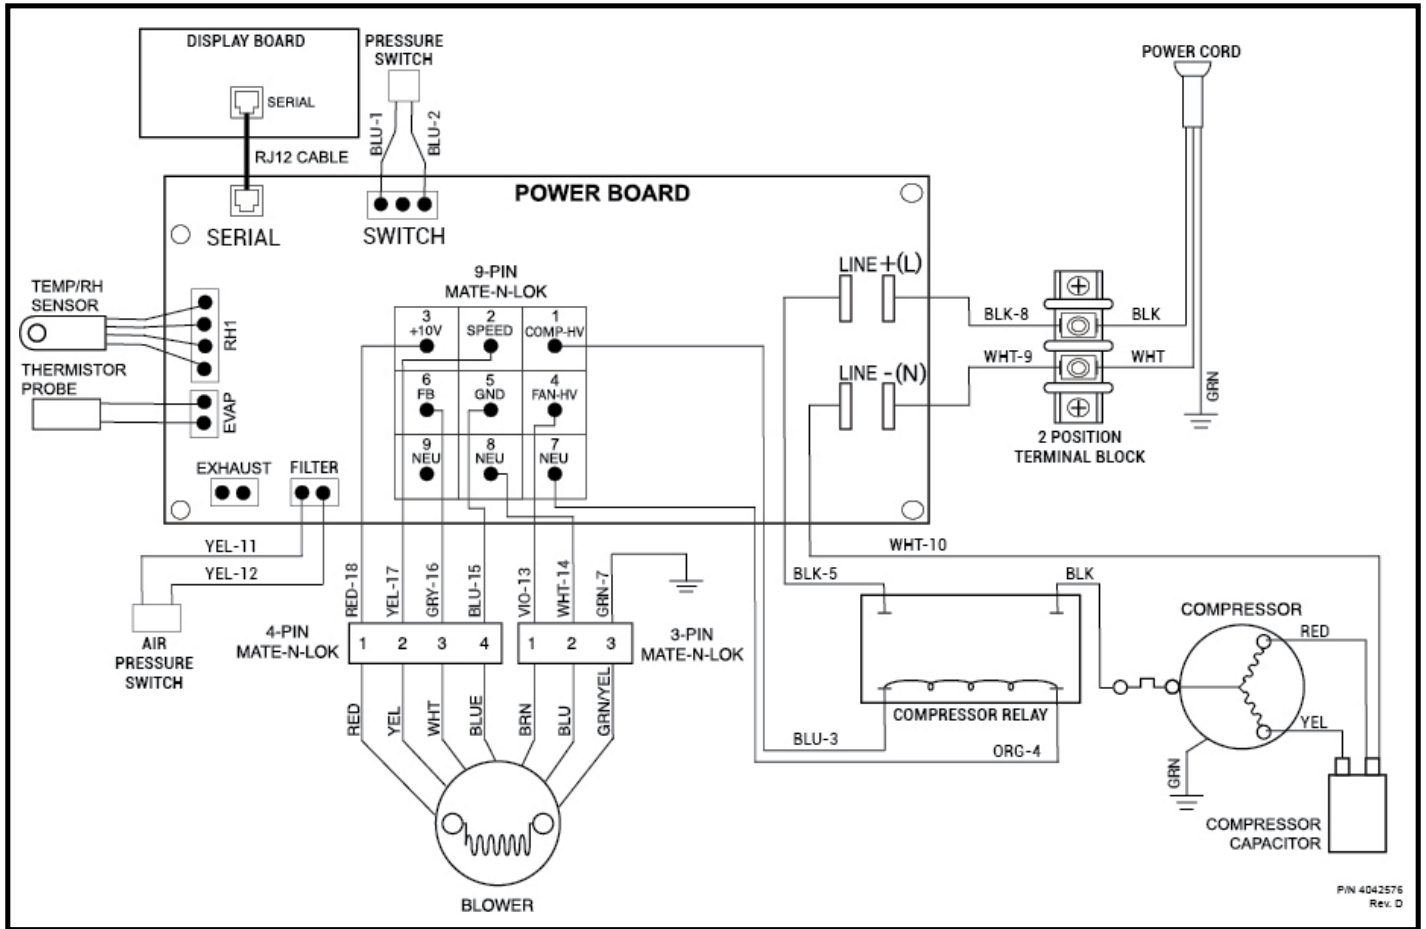 DISPLAY BOARD
SERIAL
RJ12 CABLE
PRESSURE
SWITCH
BLU-1
BLU-2
POWER CORD
POWER BOARD
SERIAL
SWITCH
TEMP/RH
SENSOR
RH1
THERMISTOR
PROBE
EVAP
EXHAUST
FILTER
9-PIN
MATE-N-LOK
3
+10V
2
SPEED
1
COMP-HV
6
FB
5
GND
4
FAN-HV
9
NEU
8
NEU
7
NEU
LINE +(L)
LINE -(N)
BLK-8
BLK
WHT-9
WHT
GRN
2 POSITION
TERMINAL BLOCK
YEL-11
YEL-12
AIR
PRESSURE
SWITCH
RED-18
YEL-17
GRY-16
BLU-15
VIO-13
WHT-14
GRN-7
4-PIN
MATE-N-LOK
1 2 3 4
1 2 3
3-PIN
MATE-N-LOK
RED
YEL
WHT
BLUE
BRN
BLU
GRN/YEL
BLOWER
WHT-10
BLK-5
BLK
COMPRESSOR RELAY
BLU-3
ORG-4
COMPRESSOR
RED
YEL
GRN
COMPRESSOR
CAPACITOR
P/N 4042576
Rev. D